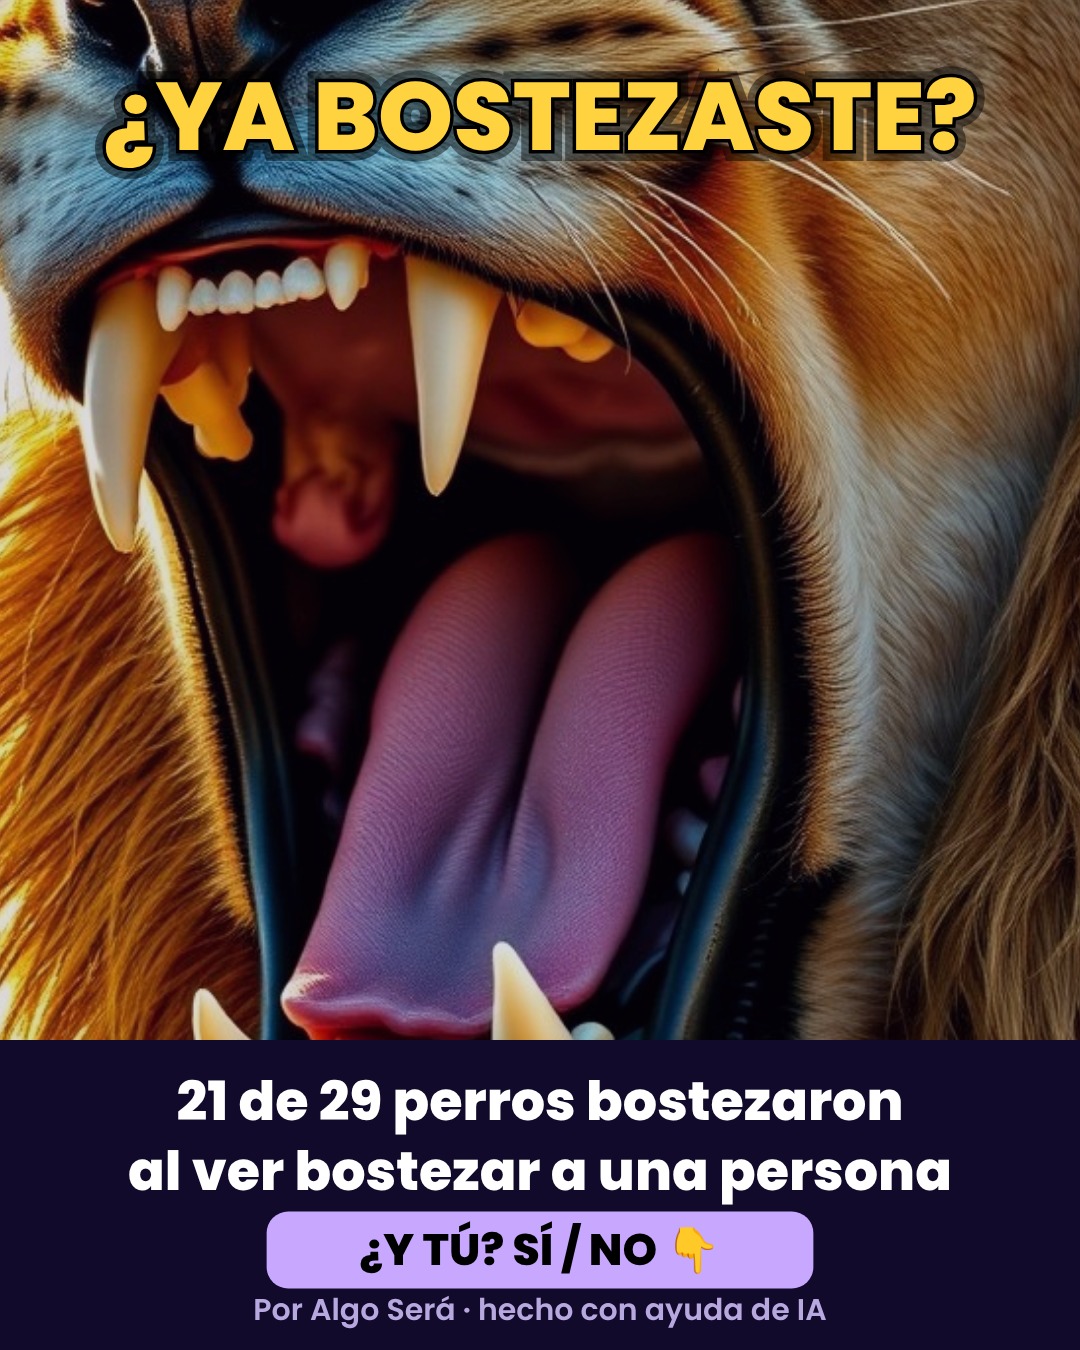 ¿YA BOSTEZASTE?
21 de 29 perros bostezaron
al ver bostezar a una persona
¿Y TÚ? SÍ / NO 👇
Por Algo Será · hecho con ayuda de IA